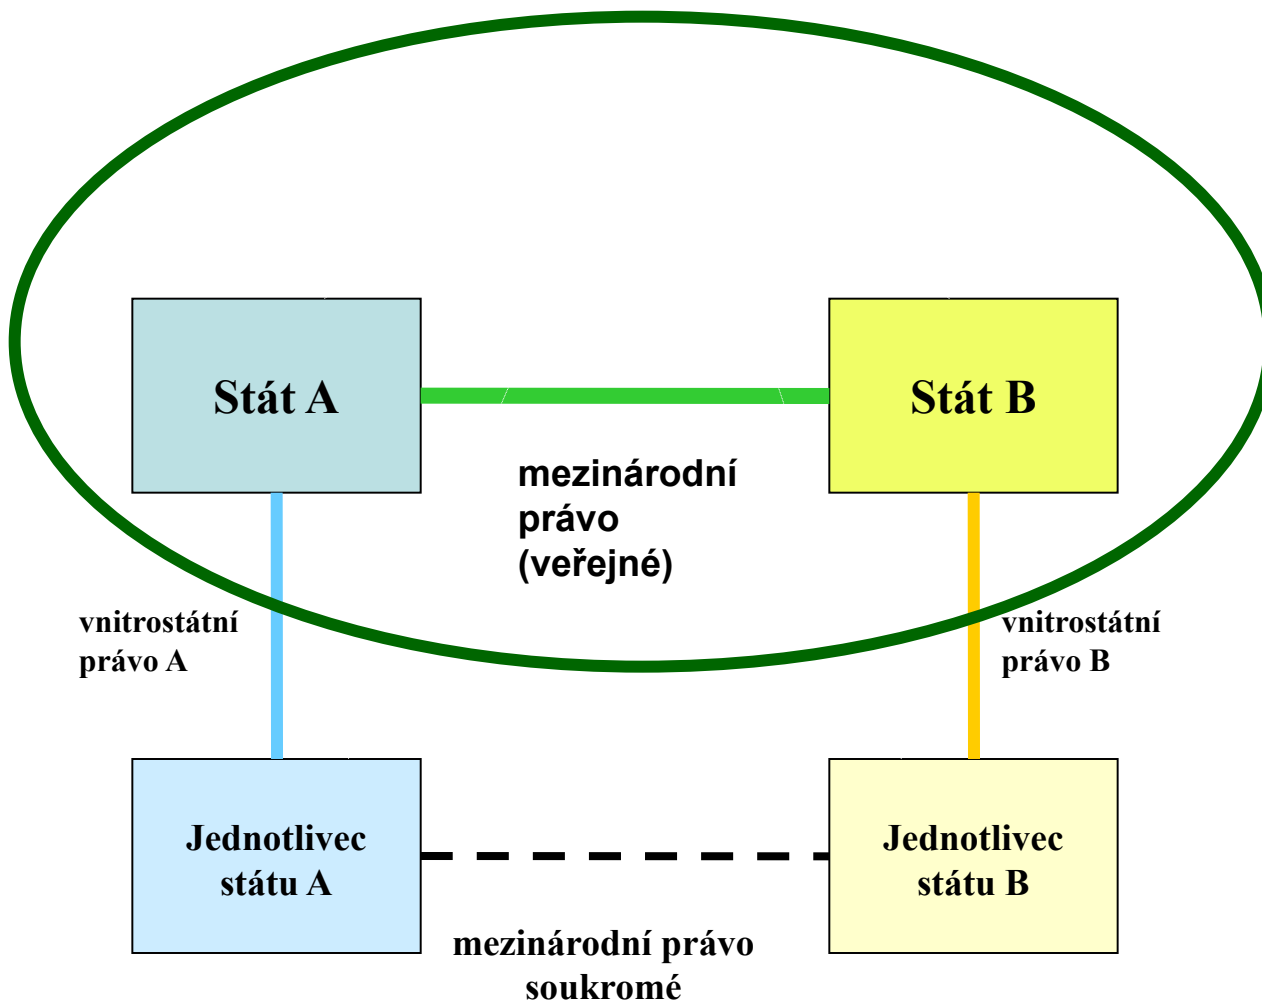 Stát A
Stát B
mezinárodní
právo
(veřejné)
vnitrostátní
právo A
vnitrostátní
právo B
Jednotlivec
státu A
Jednotlivec
státu B
mezinárodní právo
soukromé